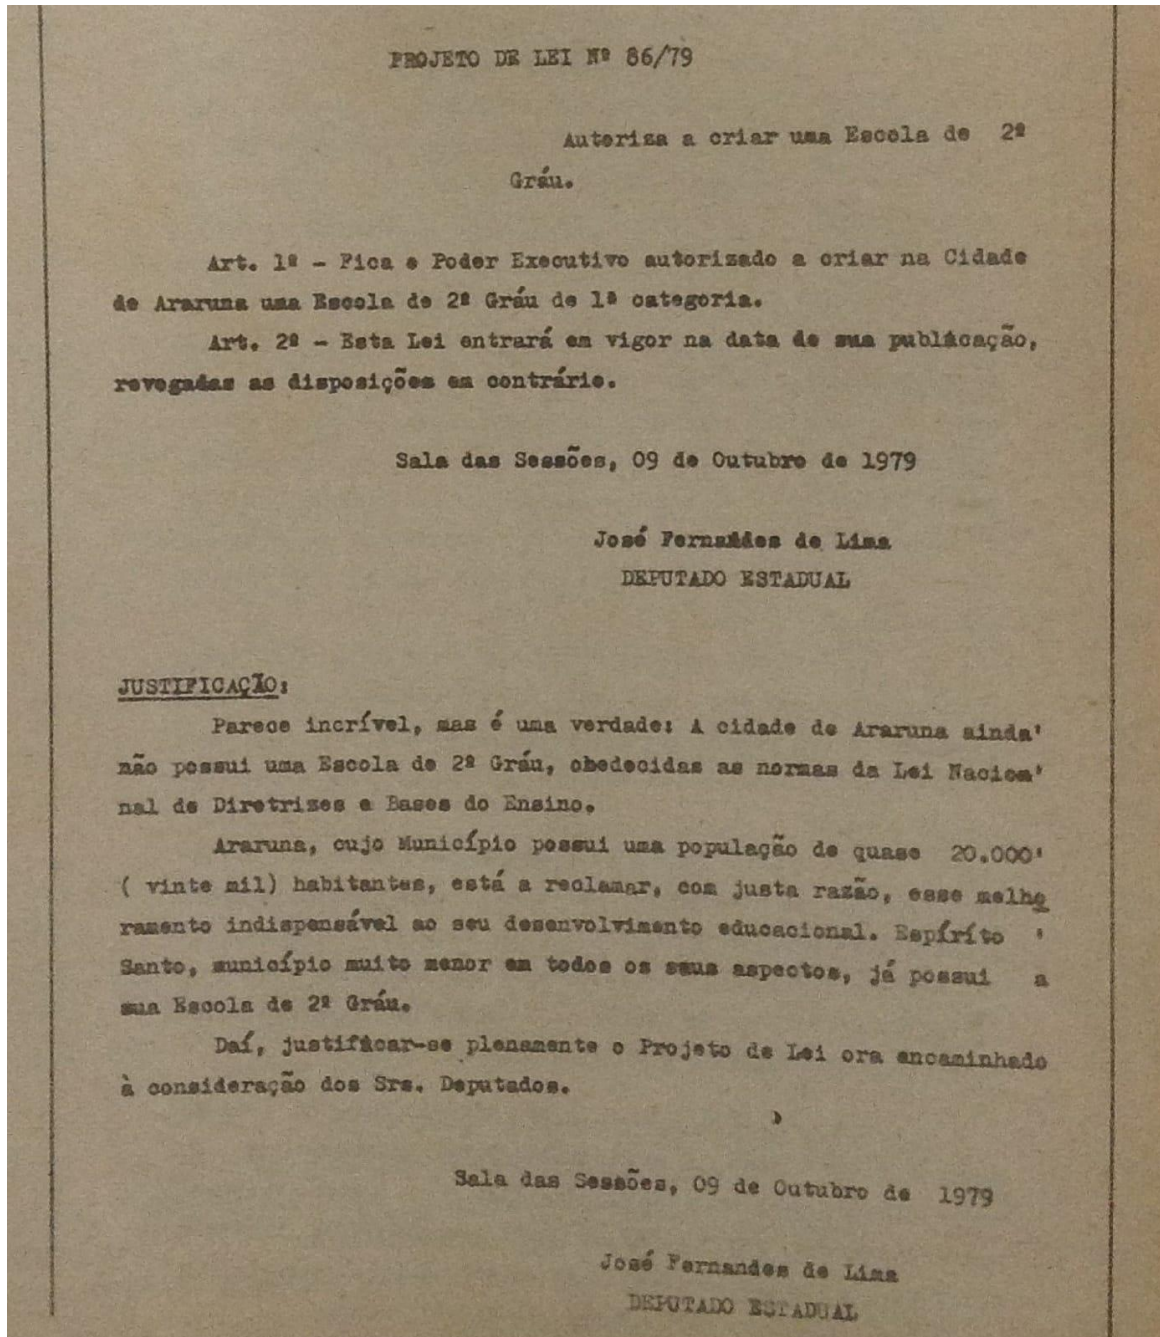 PROJETO DE LEI Nº 86/79
Autoriza a criar uma Escola de 2º
Gráu.
Art. 1º - Fica o Poder Executivo autorizado a criar na Cidade
de Araruna uma Escola de 2º Gráu de 1ª categoria.
Art. 2º - Esta Lei entrará em vigor na data de sua publicação,
revogadas as disposições em contrário.
Sala das Sessões, 09 de Outubro de 1979
José Fernandes de Lima
DEPUTADO ESTADUAL
JUSTIFICAÇÃO:
Parece incrível, mas é uma verdade: A cidade de Araruna ainda'
não possui uma Escola de 2º Gráu, obedecidas as normas da Lei Nacion'
nal de Diretrizes e Bases do Ensino.
Araruna, cujo Município possui uma população de quase 20.000'
( vinte mil) habitantes, está a reclamar, com justa razão, esse melho
ramento indispensável ao seu desenvolvimento educacional. Espíríto '
Santo, município muito menor em todos os seus aspectos, já possui a
sua Escola de 2º Gráu.
Daí, justificar-se plenamente o Projeto de Lei ora encaminhado
à consideração dos Srs. Deputados.
Sala das Sessões, 09 de Outubro de 1979
José Fernandes de Lima
DEPUTADO ESTADUAL